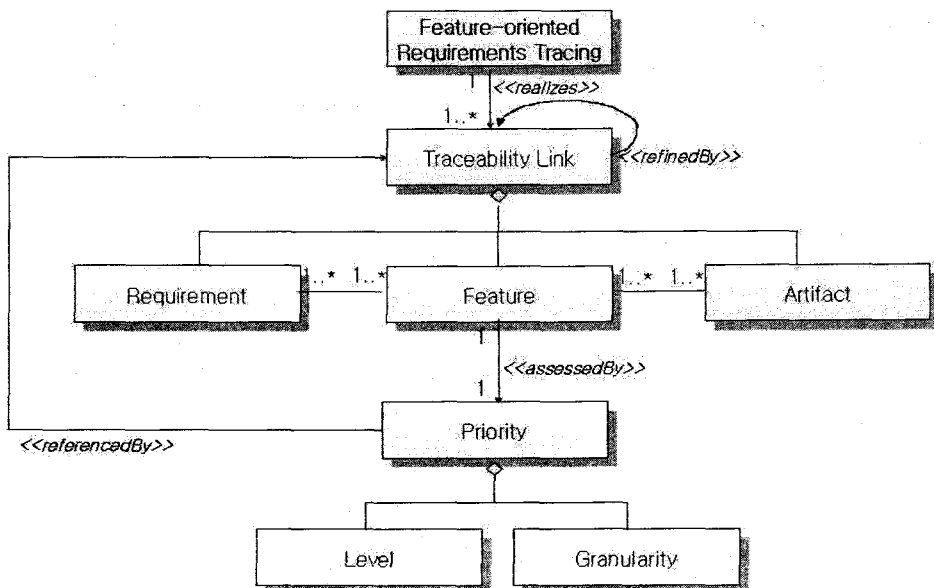 Feature-oriented
Requirements Tracing
1
<<realizes>>
1..*
Traceability Link
<<refinedBy>>
Requirement
1..* 1..*
Feature
1..* 1..*
Artifact
1
<<assessedBy>>
1
Priority
<<referencedBy>>
Level
Granularity